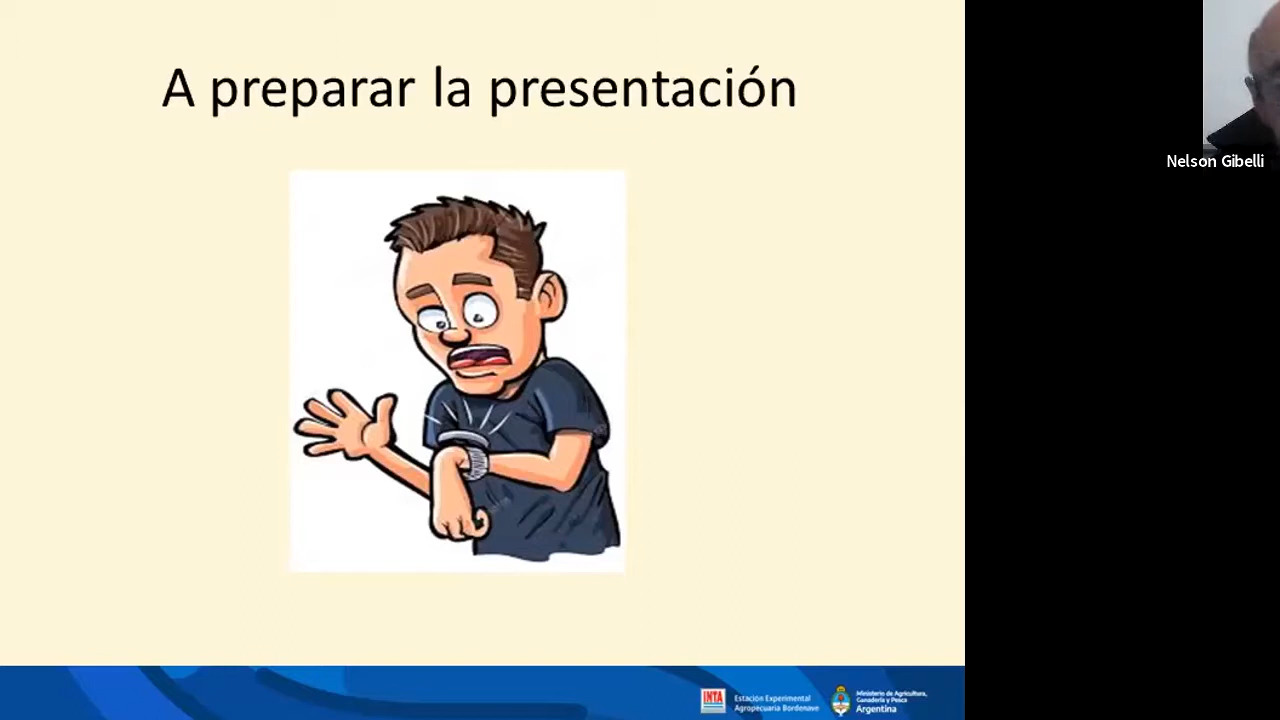 A preparar la presentación
Nelson Gibelli
INTA
Estación Experimental
Agropecuaria Bordenave
Ministerio de Agricultura,
Ganadería y Pesca
Argentina